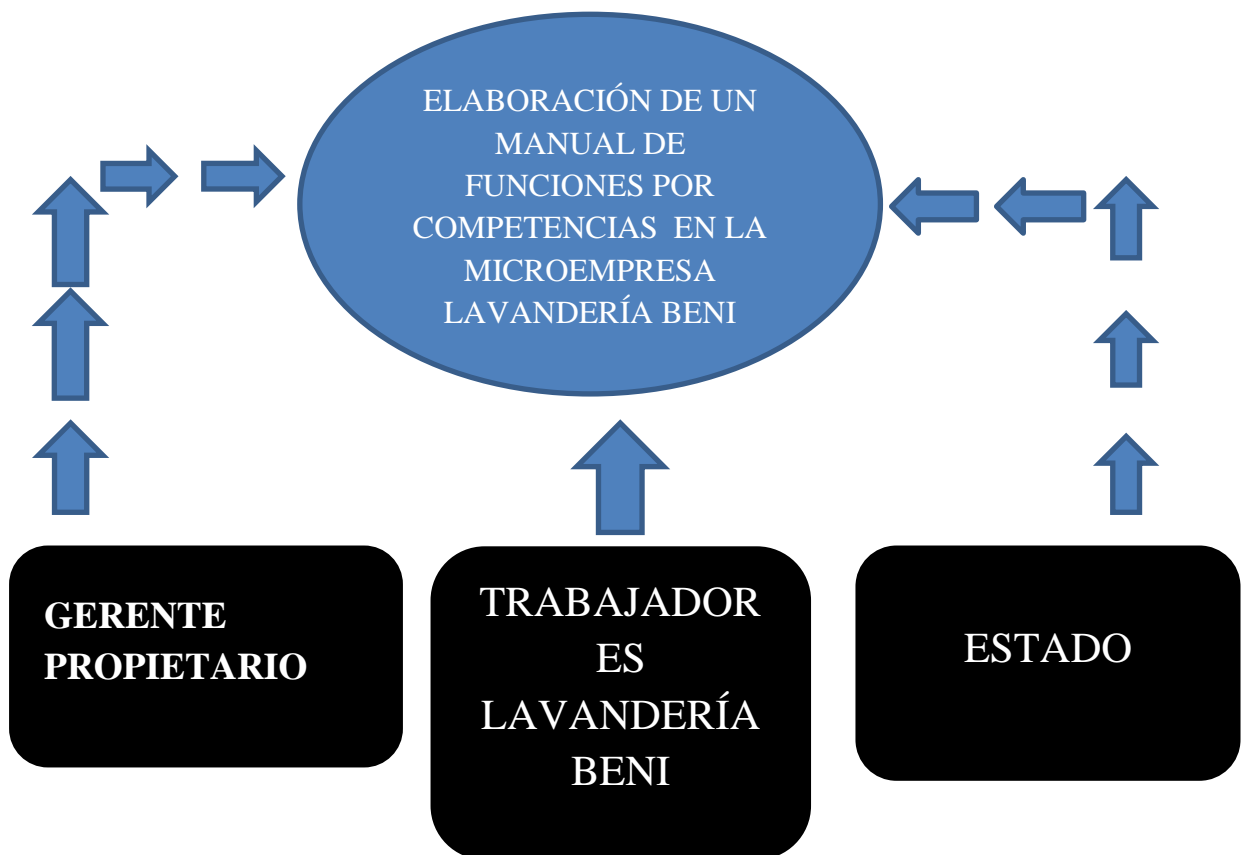 ELABORACIÓN DE UN
MANUAL DE
FUNCIONES POR
COMPETENCIAS EN LA
MICROEMPRESA
LAVANDERÍA BENI
GERENTE
PROPIETARIO
TRABAJADOR
ES
LAVANDERÍA
BENI
ESTADO